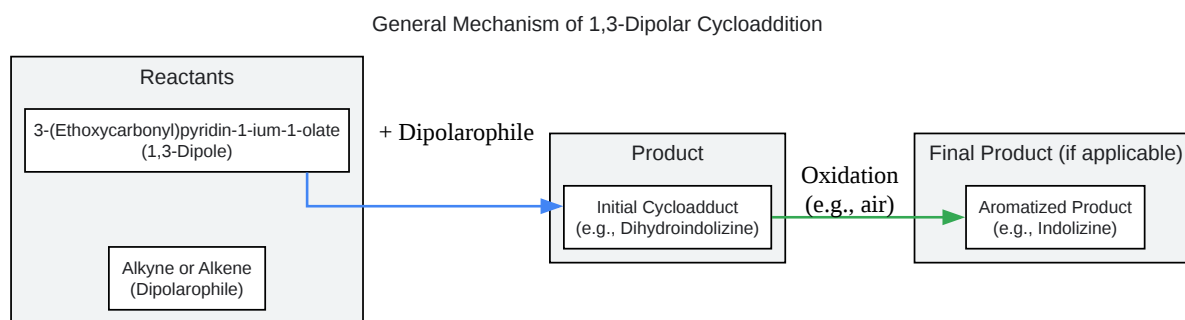 General Mechanism of 1,3-Dipolar Cycloaddition
Reactants
3-(Ethoxycarbonyl)pyridin-1-ium-1-olate
(1,3-Dipole)
Alkyne or Alkene
(Dipolarophile)
+ Dipolarophile
Product
Initial Cycloadduct
(e.g., Dihydroindolizine)
Oxidation
(e.g., air)
Final Product (if applicable)
Aromatized Product
(e.g., Indolizine)